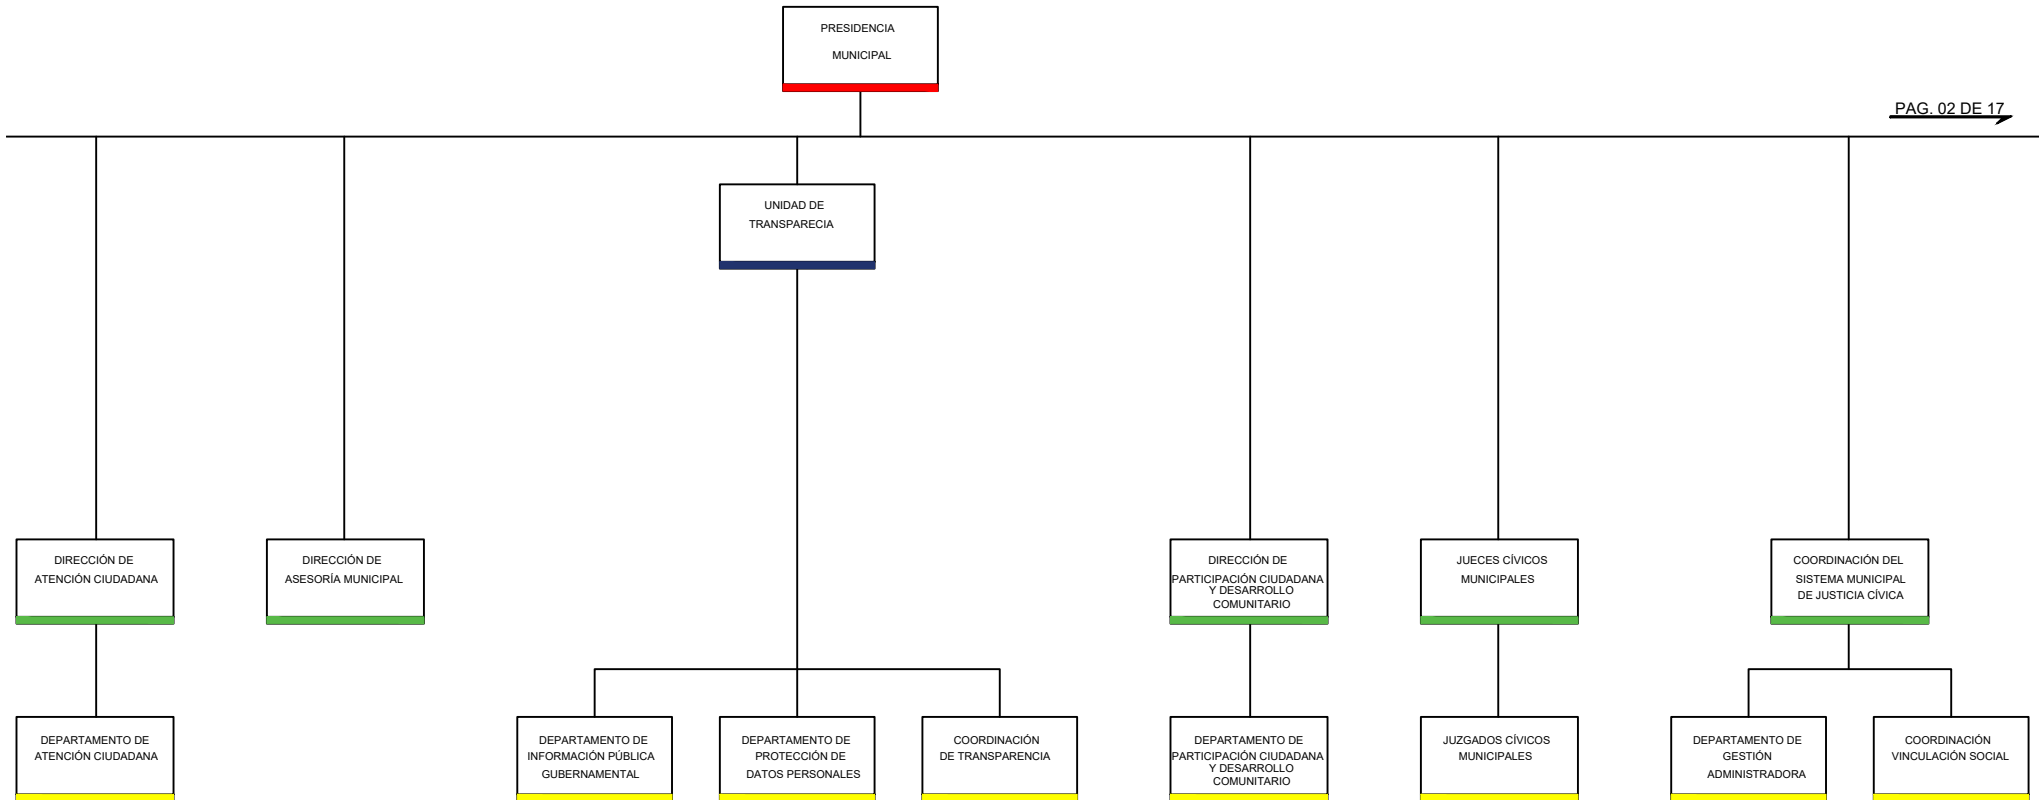 PRESIDENCIA
MUNICIPAL
PAG. 02 DE 17
UNIDAD DE
TRANSPARECIA
DIRECCIÓN DE
ATENCIÓN CIUDADANA
DIRECCIÓN DE
ASESORÍA MUNICIPAL
DIRECCIÓN DE
PARTICIPACIÓN CIUDADANA
Y DESARROLLO
COMUNITARIO
JUECES CÍVICOS
MUNICIPALES
COORDINACIÓN DEL
SISTEMA MUNICIPAL
DE JUSTICIA CÍVICA
DEPARTAMENTO DE
ATENCIÓN CIUDADANA
DEPARTAMENTO DE
INFORMACIÓN PÚBLICA
GUBERNAMENTAL
DEPARTAMENTO DE
PROTECCIÓN DE
DATOS PERSONALES
COORDINACIÓN
DE TRANSPARENCIA
DEPARTAMENTO DE
PARTICIPACIÓN CIUDADANA
Y DESARROLLO
COMUNITARIO
JUZGADOS CÍVICOS
MUNICIPALES
DEPARTAMENTO DE
GESTIÓN
ADMINISTRADORA
COORDINACIÓN
VINCULACIÓN SOCIAL